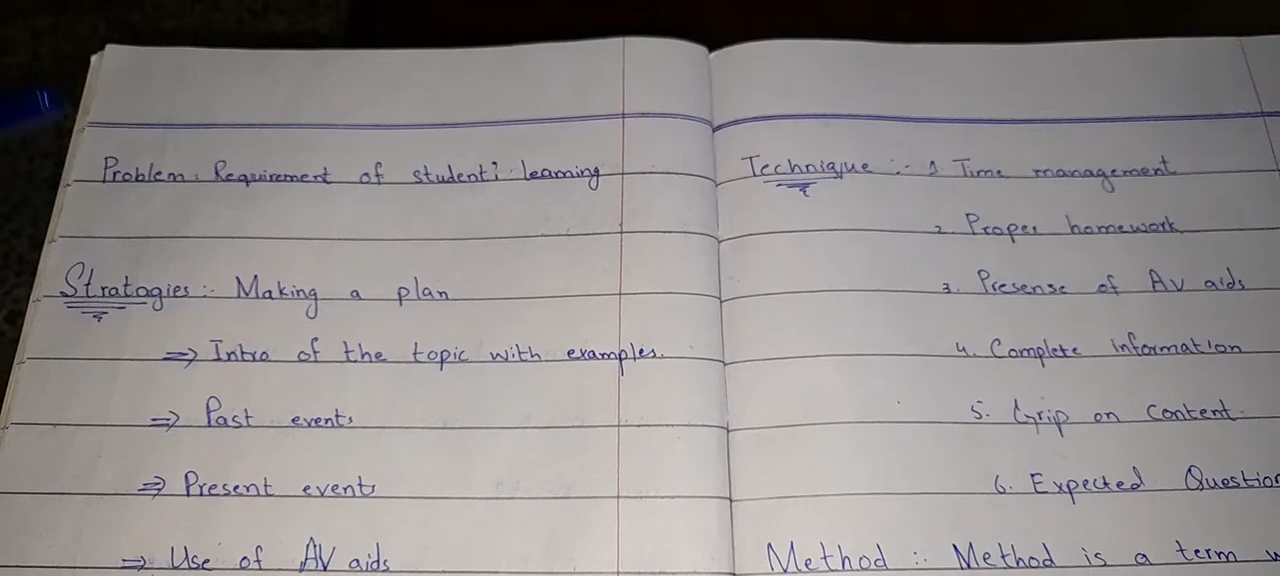 Problem: Requirement of student's learning
Stratagies :- Making a plan
⇒ Intro of the topic with examples.
⇒ Past events
⇒ Present events
⇒ Use of AV aids
Technique :- 1. Time management
2. Proper homework
3. Presense of AV aids
4. Complete information
5. Grip on Content.
6. Expected Question
Method :- Method is a term